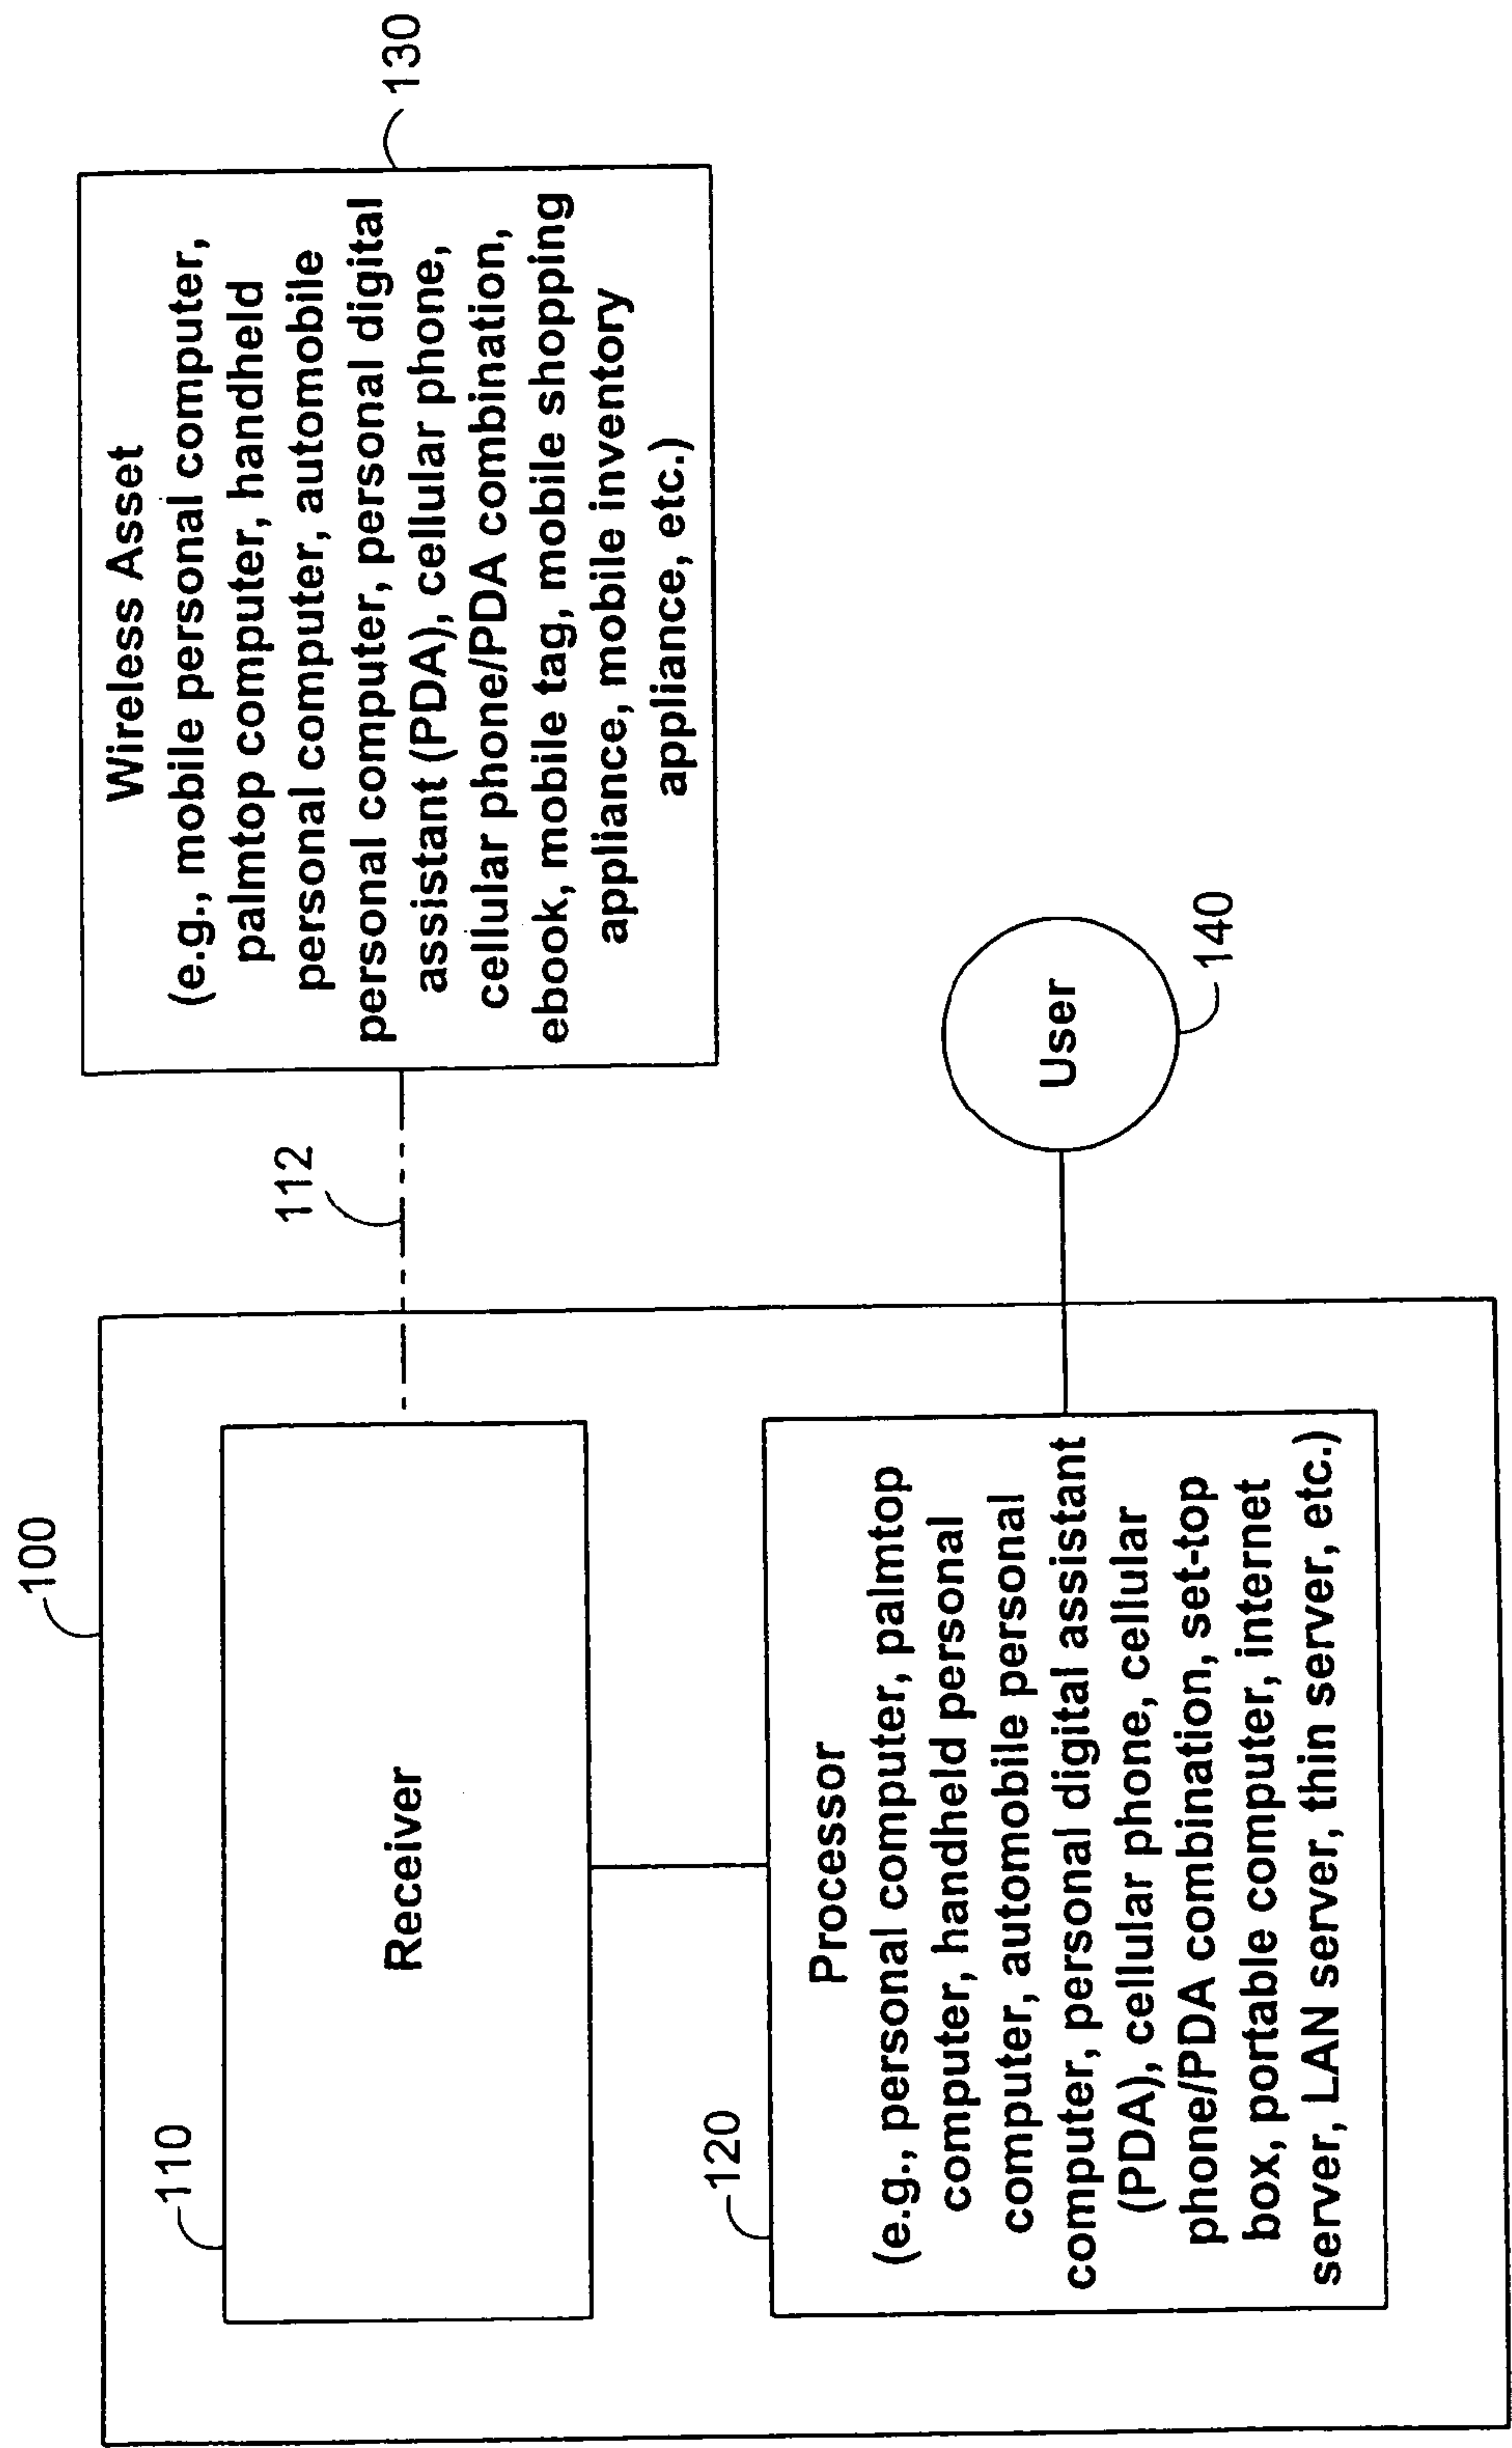 100
110
Receiver
120
Processor
(e.g., personal computer, palmtop
computer, handheld personal
computer, automobile personal
computer, personal digital assistant
(PDA), cellular phone, cellular
phone/PDA combination, set-top
box, portable computer, internet
server, LAN server, thin server, etc.)
112
Wireless Asset
(e.g., mobile personal computer,
palmtop computer, handheld
personal computer, automobile
personal computer, personal digital
assistant (PDA), cellular phone,
cellular phone/PDA combination,
ebook, mobile tag, mobile shopping
appliance, mobile inventory
appliance, etc.)
130
User
140